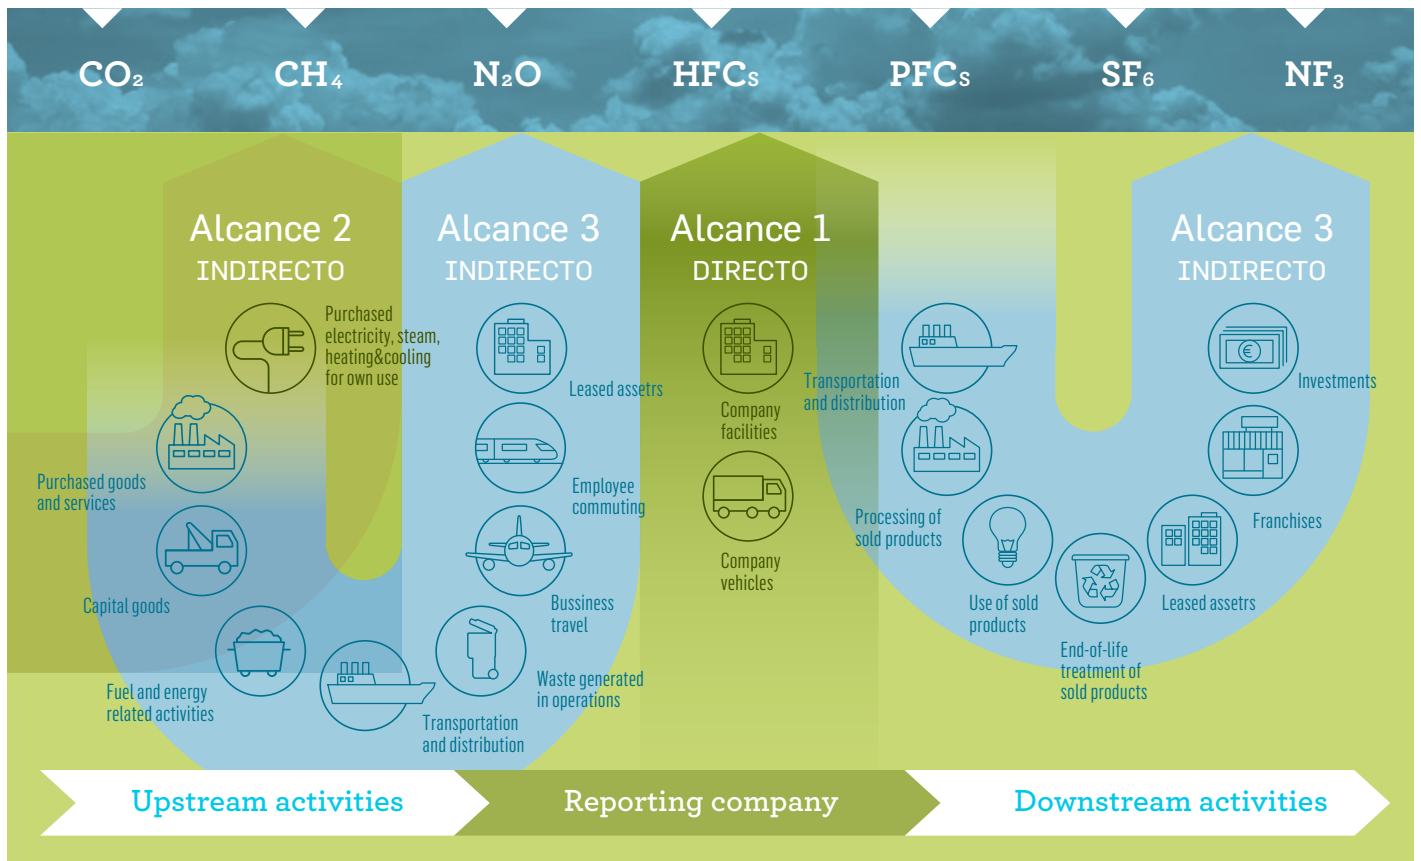 CO₂
CH₄
N₂O
HFCs
PFCs
SF₆
NF₃
Alcance 2
INDIRECTO
Purchased
electricity, steam,
heating&cooling
for own use
Purchased goods
and services
Capital goods
Fuel and energy
related activities
Transportation
and distribution
Alcance 3
INDIRECTO
Leased assetrs
Employee
commuting
Bussiness
travel
Waste generated
in operations
Alcance 1
DIRECTO
Company
facilities
Company
vehicles
Transportation
and distribution
Processing of
sold products
Use of sold
products
End-of-life
treatment of
sold products
Alcance 3
INDIRECTO
Investments
Franchises
Leased assetrs
Upstream activities
Reporting company
Downstream activities